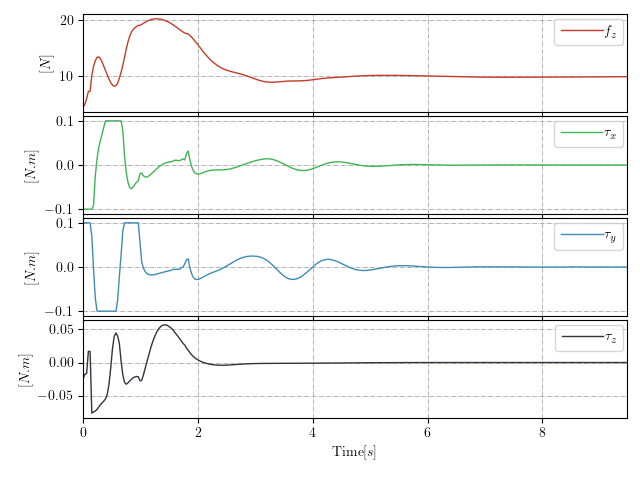 20
10
[N]
f_z
0.1
0.0
−0.1
[N.m]
τ_x
0.1
0.0
−0.1
[N.m]
τ_y
0.05
0.00
−0.05
[N.m]
τ_z
0 2 4 6 8
Time[s]